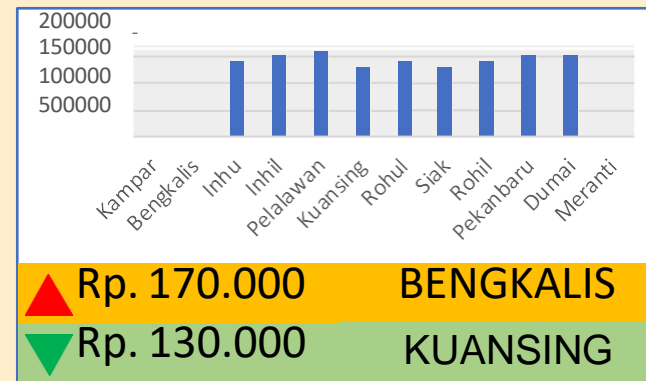 200000
150000
100000
500000
Kampar
Bengkalis
Inhu
Inhil
Pelalawan
Kuansing
Rohul
Siak
Rohil
Pekanbaru
Dumai
Meranti
Rp. 170.000 BENGKALIS
Rp. 130.000 KUANSING